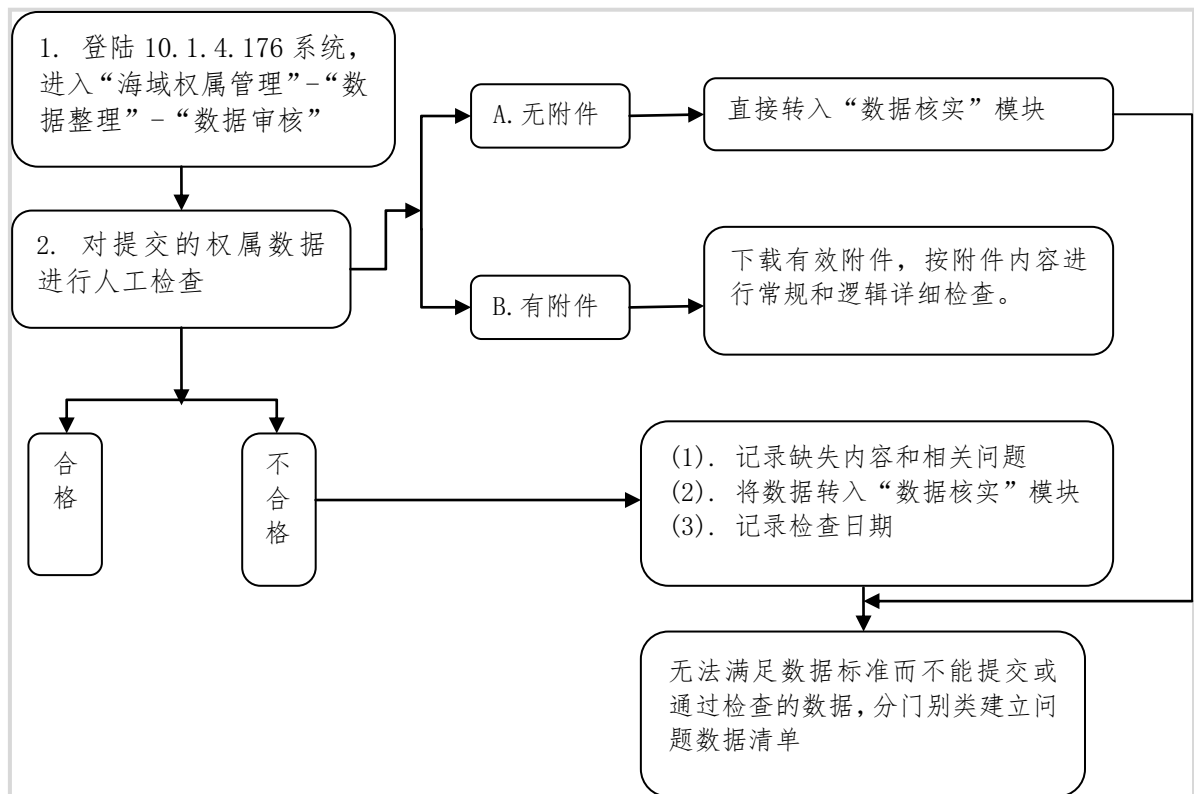 1. 登陆 10.1.4.176 系统，
进入“海域权属管理”-“数
据整理”-“数据审核”
A.无附件
直接转入“数据核实”模块
2. 对提交的权属数据
进行人工检查
B.有附件
下载有效附件，按附件内容进
行常规和逻辑详细检查。
合
格
不
合
格
(1). 记录缺失内容和相关问题
(2). 将数据转入“数据核实”模块
(3). 记录检查日期
无法满足数据标准而不能提交或
通过检查的数据,分门别类建立问
题数据清单